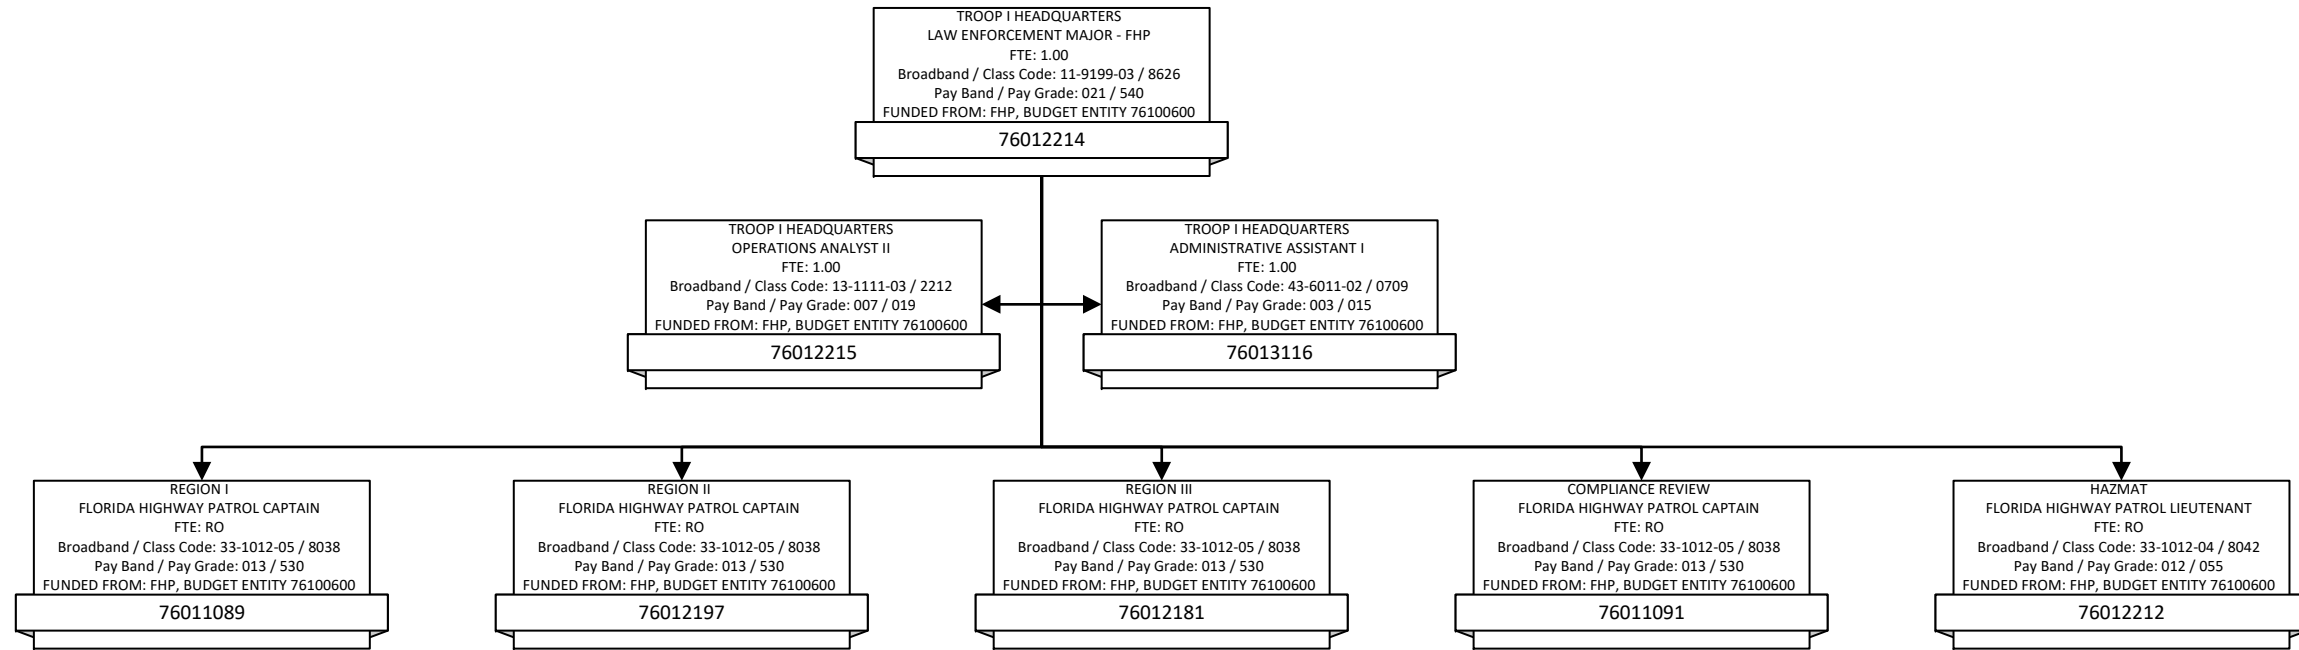 TROOP I HEADQUARTERS
LAW ENFORCEMENT MAJOR - FHP
FTE: 1.00
Broadband / Class Code: 11-9199-03 / 8626
Pay Band / Pay Grade: 021 / 540
FUNDED FROM: FHP, BUDGET ENTITY 76100600
76012214
TROOP I HEADQUARTERS
OPERATIONS ANALYST II
FTE: 1.00
Broadband / Class Code: 13-1111-03 / 2212
Pay Band / Pay Grade: 007 / 019
FUNDED FROM: FHP, BUDGET ENTITY 76100600
76012215
TROOP I HEADQUARTERS
ADMINISTRATIVE ASSISTANT I
FTE: 1.00
Broadband / Class Code: 43-6011-02 / 0709
Pay Band / Pay Grade: 003 / 015
FUNDED FROM: FHP, BUDGET ENTITY 76100600
76013116
REGION I
FLORIDA HIGHWAY PATROL CAPTAIN
FTE: RO
Broadband / Class Code: 33-1012-05 / 8038
Pay Band / Pay Grade: 013 / 530
FUNDED FROM: FHP, BUDGET ENTITY 76100600
76011089
REGION II
FLORIDA HIGHWAY PATROL CAPTAIN
FTE: RO
Broadband / Class Code: 33-1012-05 / 8038
Pay Band / Pay Grade: 013 / 530
FUNDED FROM: FHP, BUDGET ENTITY 76100600
76012197
REGION III
FLORIDA HIGHWAY PATROL CAPTAIN
FTE: RO
Broadband / Class Code: 33-1012-05 / 8038
Pay Band / Pay Grade: 013 / 530
FUNDED FROM: FHP, BUDGET ENTITY 76100600
76012181
COMPLIANCE REVIEW
FLORIDA HIGHWAY PATROL CAPTAIN
FTE: RO
Broadband / Class Code: 33-1012-05 / 8038
Pay Band / Pay Grade: 013 / 530
FUNDED FROM: FHP, BUDGET ENTITY 76100600
76011091
HAZMAT
FLORIDA HIGHWAY PATROL LIEUTENANT
FTE: RO
Broadband / Class Code: 33-1012-04 / 8042
Pay Band / Pay Grade: 012 / 055
FUNDED FROM: FHP, BUDGET ENTITY 76100600
76012212